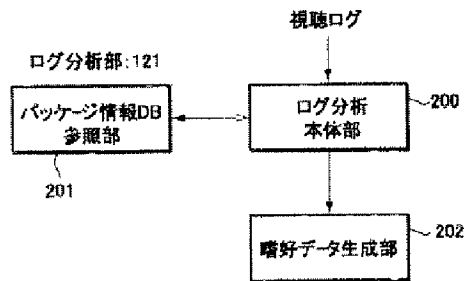 視聴ログ
ログ分析部:121
パッケージ情報DB
参照部
201
ログ分析
本体部
200
嗜好データ生成部
202